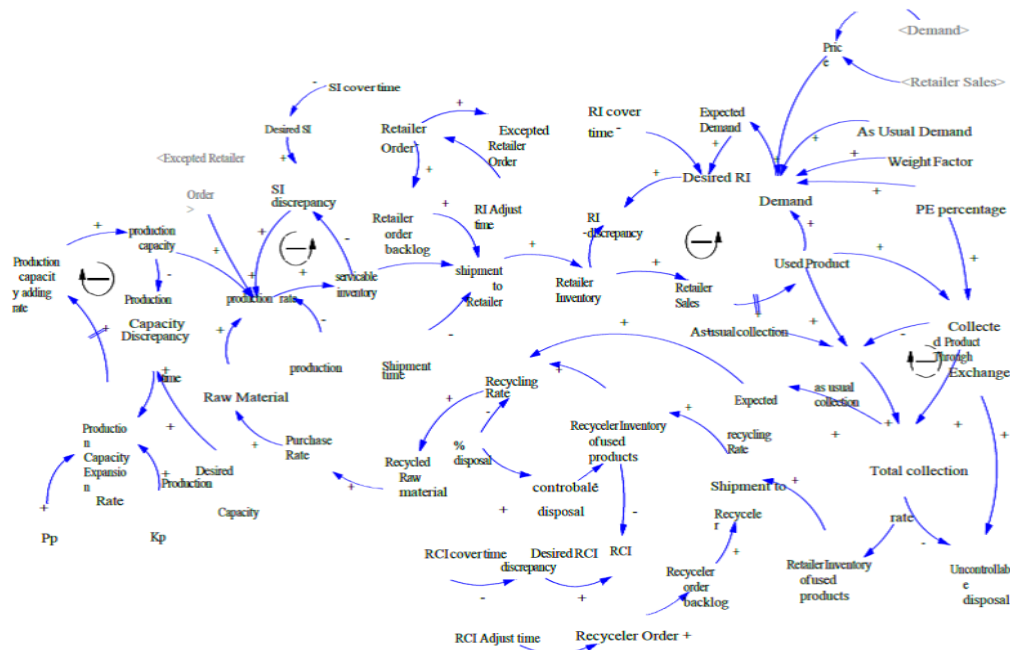 <Demand>
Pric
e
<Retailer Sales>
SI cover time
RI cover
time
Expected
Demand
As Usual Demand
Desired SI
Retailer
Order
Excepted
Retailer
Order
<Excepted Retailer
Order
>
Weight Factor
Desired RI
SI
discrepancy
Demand
PE percentage
Retailer
order
backlog
RI Adjust
time
RI
discrepancy
production
capacity
Production
capacit
y adding
rate
servicable
inventory
shipment
to
Retailer
Retailer
Inventory
Retailer
Sales
Used Product
Production
Capacity
Discrepancy
production rate
As usual collection
Collecte
d Product
Through
Exchange
production
time
Shipment
time
Recycling
Rate
Raw Material
Expected
recycling
Rate
as usual
collection
Productio
n
Capacity
Expansio
n
Rate
Purchase
Rate
%
disposal
Recyceler Inventory
of used
products
Recycled
Raw
material
Desired
Production
Capacity
controbale
disposal
Shipment to
Recycele
r
Total collection
rate
Pp
Kp
RCI cover time
Desired RCI
RCI
discrepancy
Recyceler
order
backlog
Retailer Inventory
of used
products
Uncontrollabl
e
disposal
RCI Adjust time
Recyceler Order +